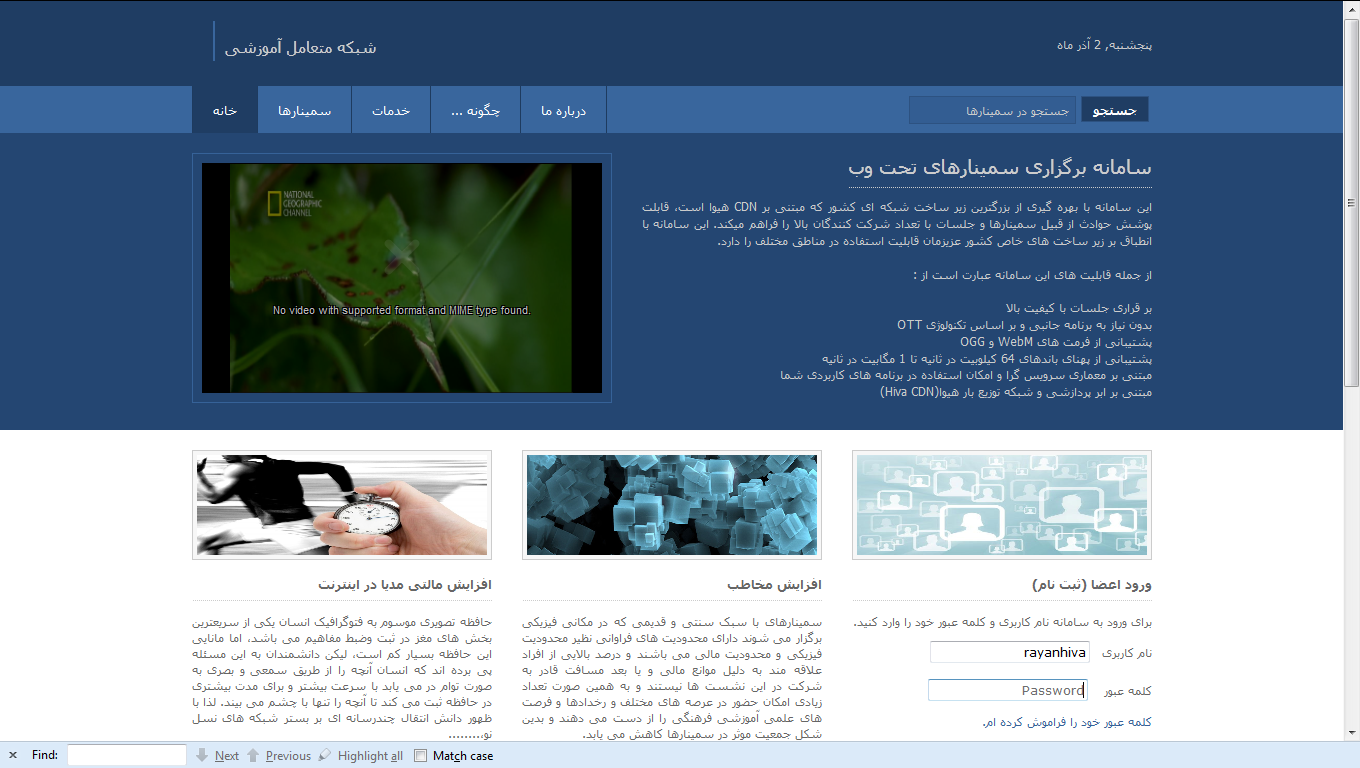 پنجشنبه, 2 آذر ماه
شبکه متعامل آموزشی
جستجو
جستجو در سمینارها
خانه
سمینارها
خدمات
چگونه ...
درباره ما
سامانه برگزاری سمینارهای تحت وب
این سامانه با بهره گیری از بزرگترین زیر ساخت شبکه ای کشور که مبتنی بر CDN هیوا است، قابلت
پوشش حوادث از قبیل سمینارها و جلسات با تعداد شرکت کنندگان بالا را فراهم میکند. این سامانه با
انطباق بر زیر ساخت های خاص کشور عزیزمان قابلیت استفاده در مناطق مختلف را دارد.
از جمله قابلیت های این سامانه عبارت است از :
بر قراری جلسات با کیفیت بالا
بدون نیاز به برنامه جانبی و بر اساس تکنولوژی OTT
پشتیبانی از فرمت های WebM و OGG
پشتیبانی از پهنای باندهای 64 کیلوبیت در ثانیه تا 1 مگابیت در ثانیه
مبتنی بر معماری سرویس گرا و امکان استفاده در برنامه های کاربردی شما
مبتنی بر ابر پردازشی و شبکه توزیع بار هیوا(Hiva CDN)
NATIONAL
GEOGRAPHIC
CHANNEL
No video with supported format and MIME type found.
ورود اعضا (ثبت نام)
برای ورود به سامانه نام کاربری و کلمه عبور خود را وارد کنید.
نام کاربری
rayanhiva
کلمه عبور
Password
کلمه عبور خود را فراموش کرده ام.
افزایش مخاطب
سمینارهای با سبک سنتی و قدیمی که در مکانی فیزیکی
برگزار می شوند دارای محدودیت های فراوانی نظیر محدودیت
فیزیکی و محدودیت مالی می باشند و درصد بالایی از افراد
علاقه مند به دلیل موانع مالی و یا بعد مسافت قادر به
شرکت در این نشست ها نیستند و به همین صورت تعداد
زیادی امکان حضور در عرصه های مختلف و رخدادها و فرصت
های علمی آموزشی فرهنگی را از دست می دهند و بدین
شکل جمعیت موثر در سمینارها کاهش می یابد.
افزایش مالتی مدیا در اینترنت
حافظه تصویری موسوم به فتوگرافیک انسان یکی از سریعترین
بخش های مغز در ثبت وضبط مفاهیم می باشد، اما مانایی
این حافظه بسیار کم است، لیکن دانشمندان به این مسئله
پی برده اند که انسان آنچه را از طریق سمعی و بصری به
صورت توام در می یابد با سرعت بیشتر و برای مدت بیشتری
در حافظه ثبت می کند تا آنچه را تنها با چشم می بیند. لذا با
ظهور دانش انتقال چندرسانه ای بر بستر شبکه های نسل
نو.........
Find:
Next
Previous
Highlight all
Match case